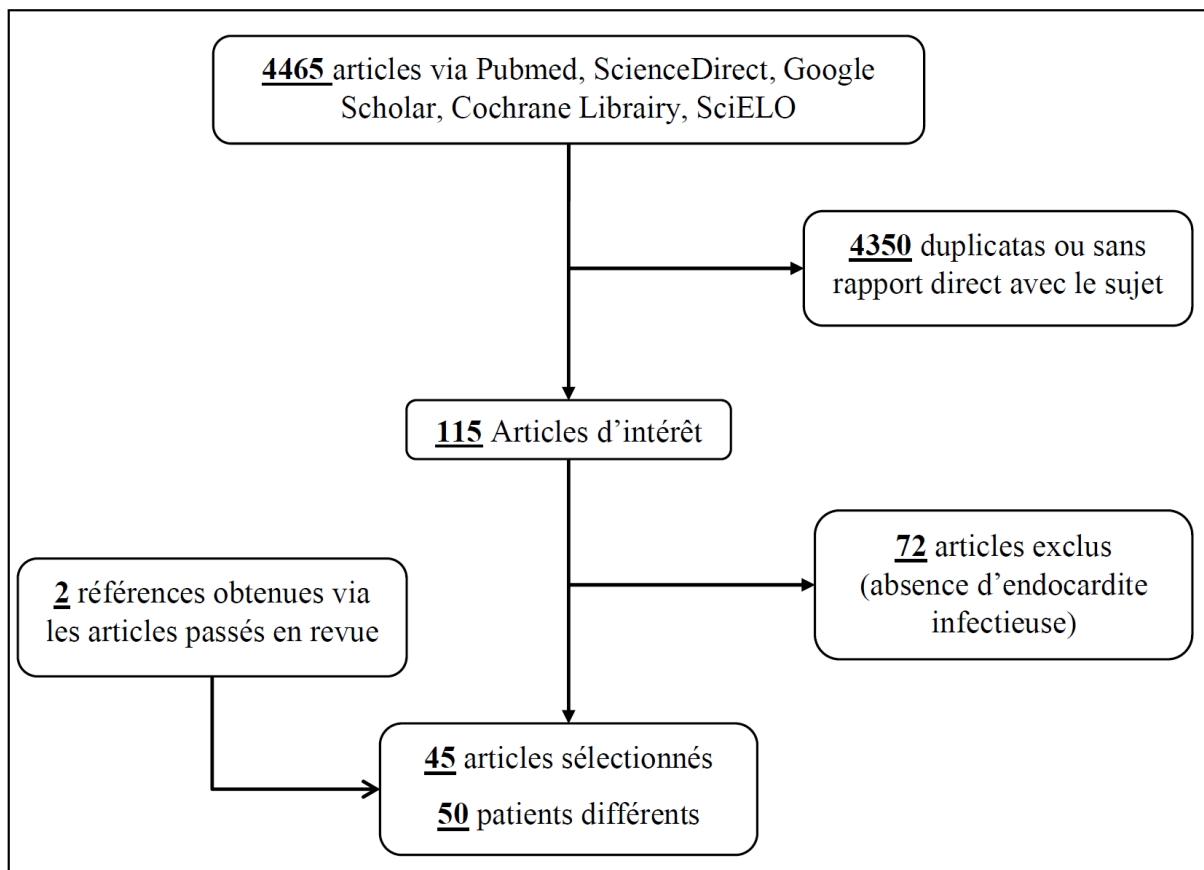 4465 articles via Pubmed, ScienceDirect, Google
Scholar, Cochrane Librairy, SciELO
4350 duplicatas ou sans
rapport direct avec le sujet
115 Articles d’intérêt
72 articles exclus
(absence d’endocardite
infectieuse)
2 références obtenues via
les articles passés en revue
45 articles sélectionnés
50 patients différents